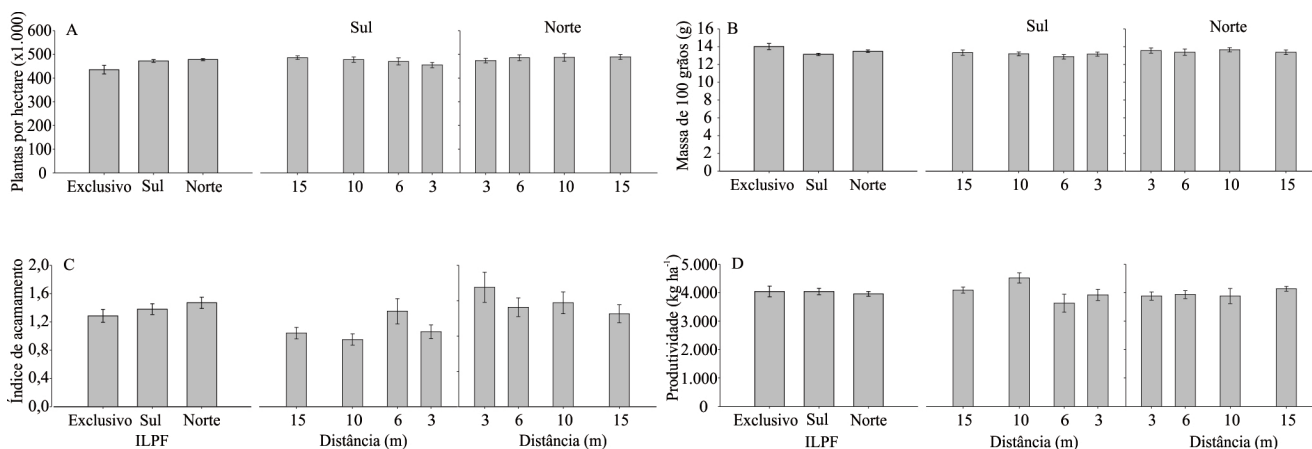 A
Sul
Norte
Plantas por hectare (x1.000)
600
500
400
300
200
100
0
Exclusivo Sul Norte
15 10 6 3
3 6 10 15
B
Sul
Norte
Massa de 100 grãos (g)
16
14
12
10
8
6
4
2
0
Exclusivo Sul Norte
15 10 6 3
3 6 10 15
C
Índice de acamamento
2,0
1,6
1,2
0,8
0,4
0,0
Exclusivo Sul Norte
15 10 6 3
3 6 10 15
ILPF
Distância (m)
Distância (m)
D
Produtividade (kg ha-1)
5.000
4.000
3.000
2.000
1.000
0
Exclusivo Sul Norte
15 10 6 3
3 6 10 15
ILPF
Distância (m)
Distância (m)